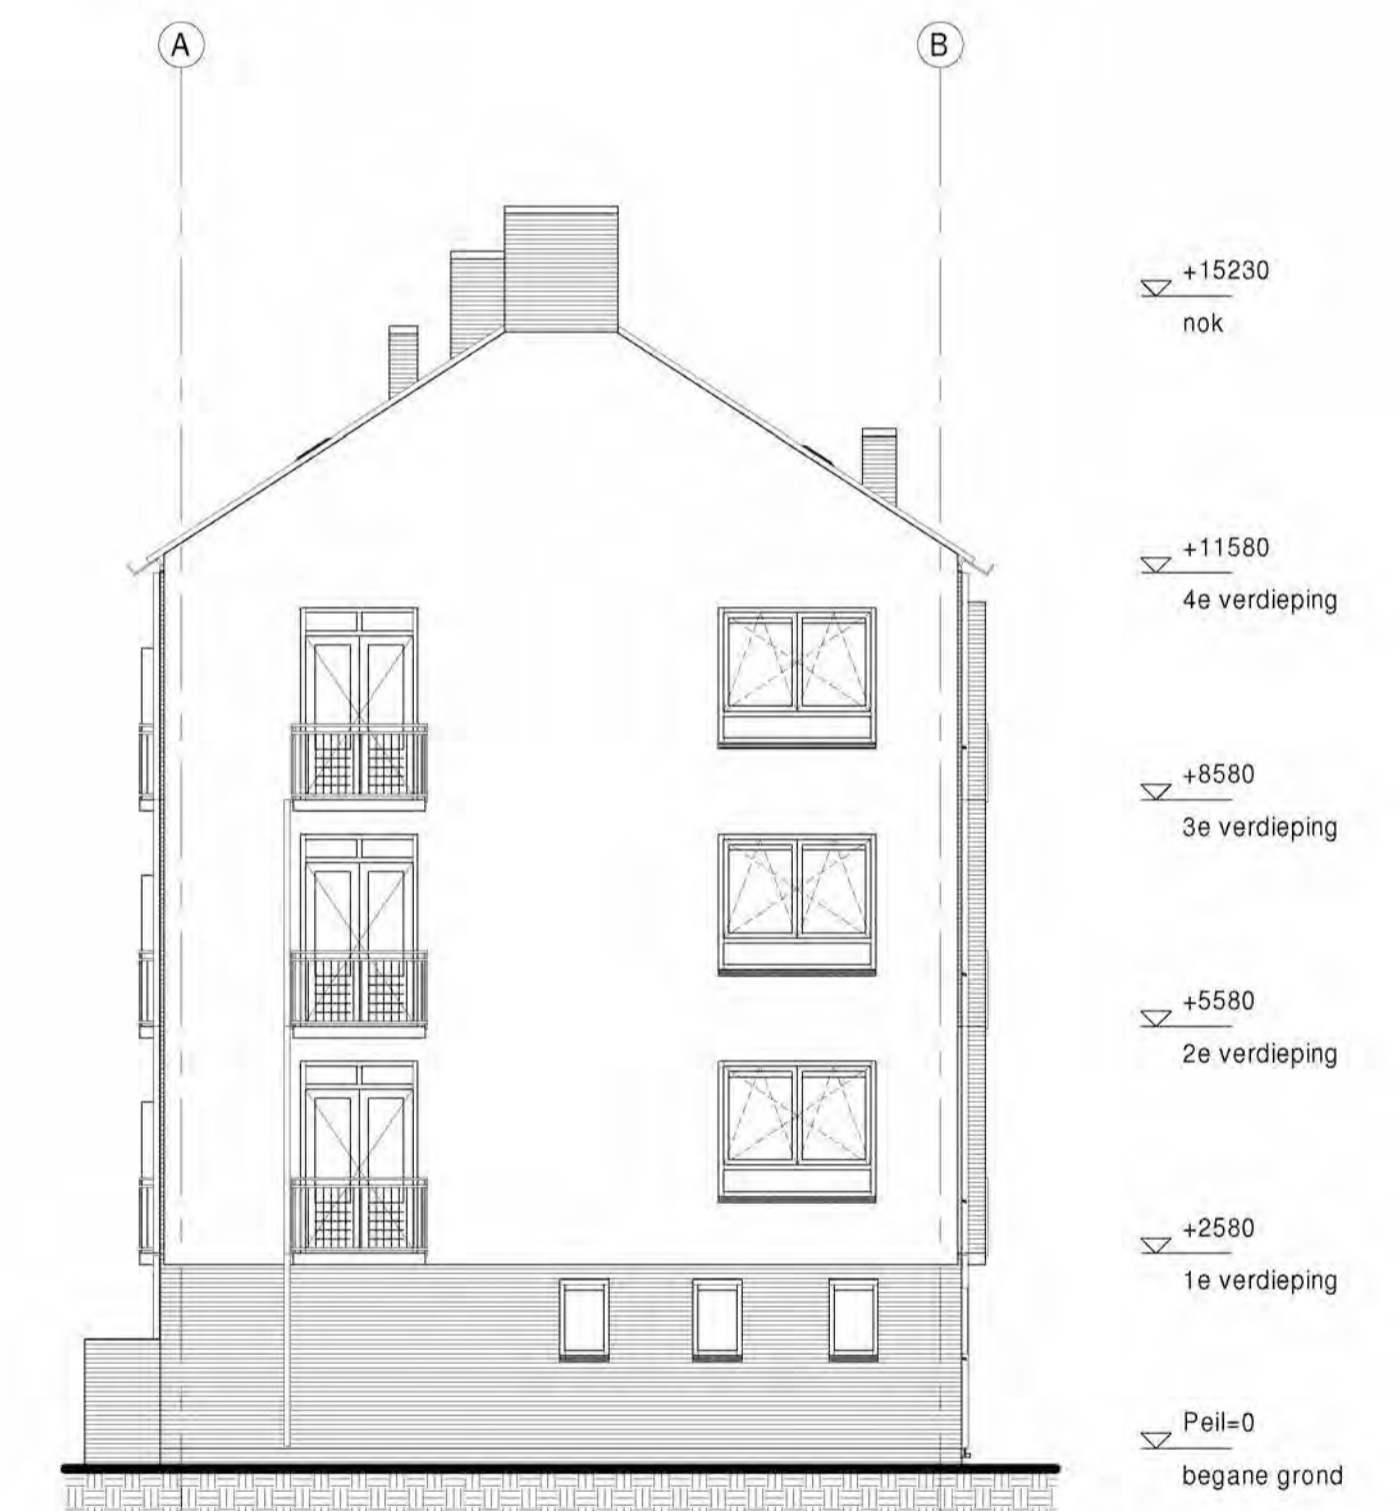 A
B
+15230
nok
+11580
4e verdieping
+8580
3e verdieping
+5580
2e verdieping
+2580
1e verdieping
Peil=0
begane grond